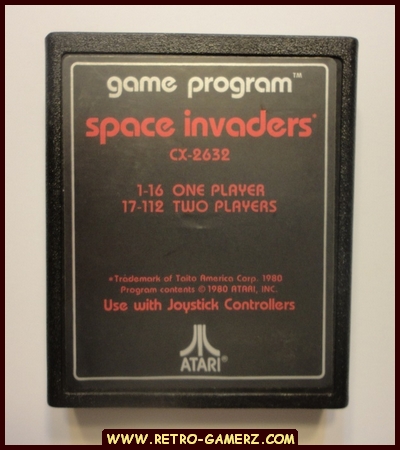 game program™
space invaders*
CX-2632
1-16 ONE PLAYER
17-112 TWO PLAYERS
*Trademark of Taito America Corp. 1980
Program contents © 1980 ATARI, INC.
Use with Joystick Controllers
ATARI®
WWW.RETRO-GAMERZ.COM